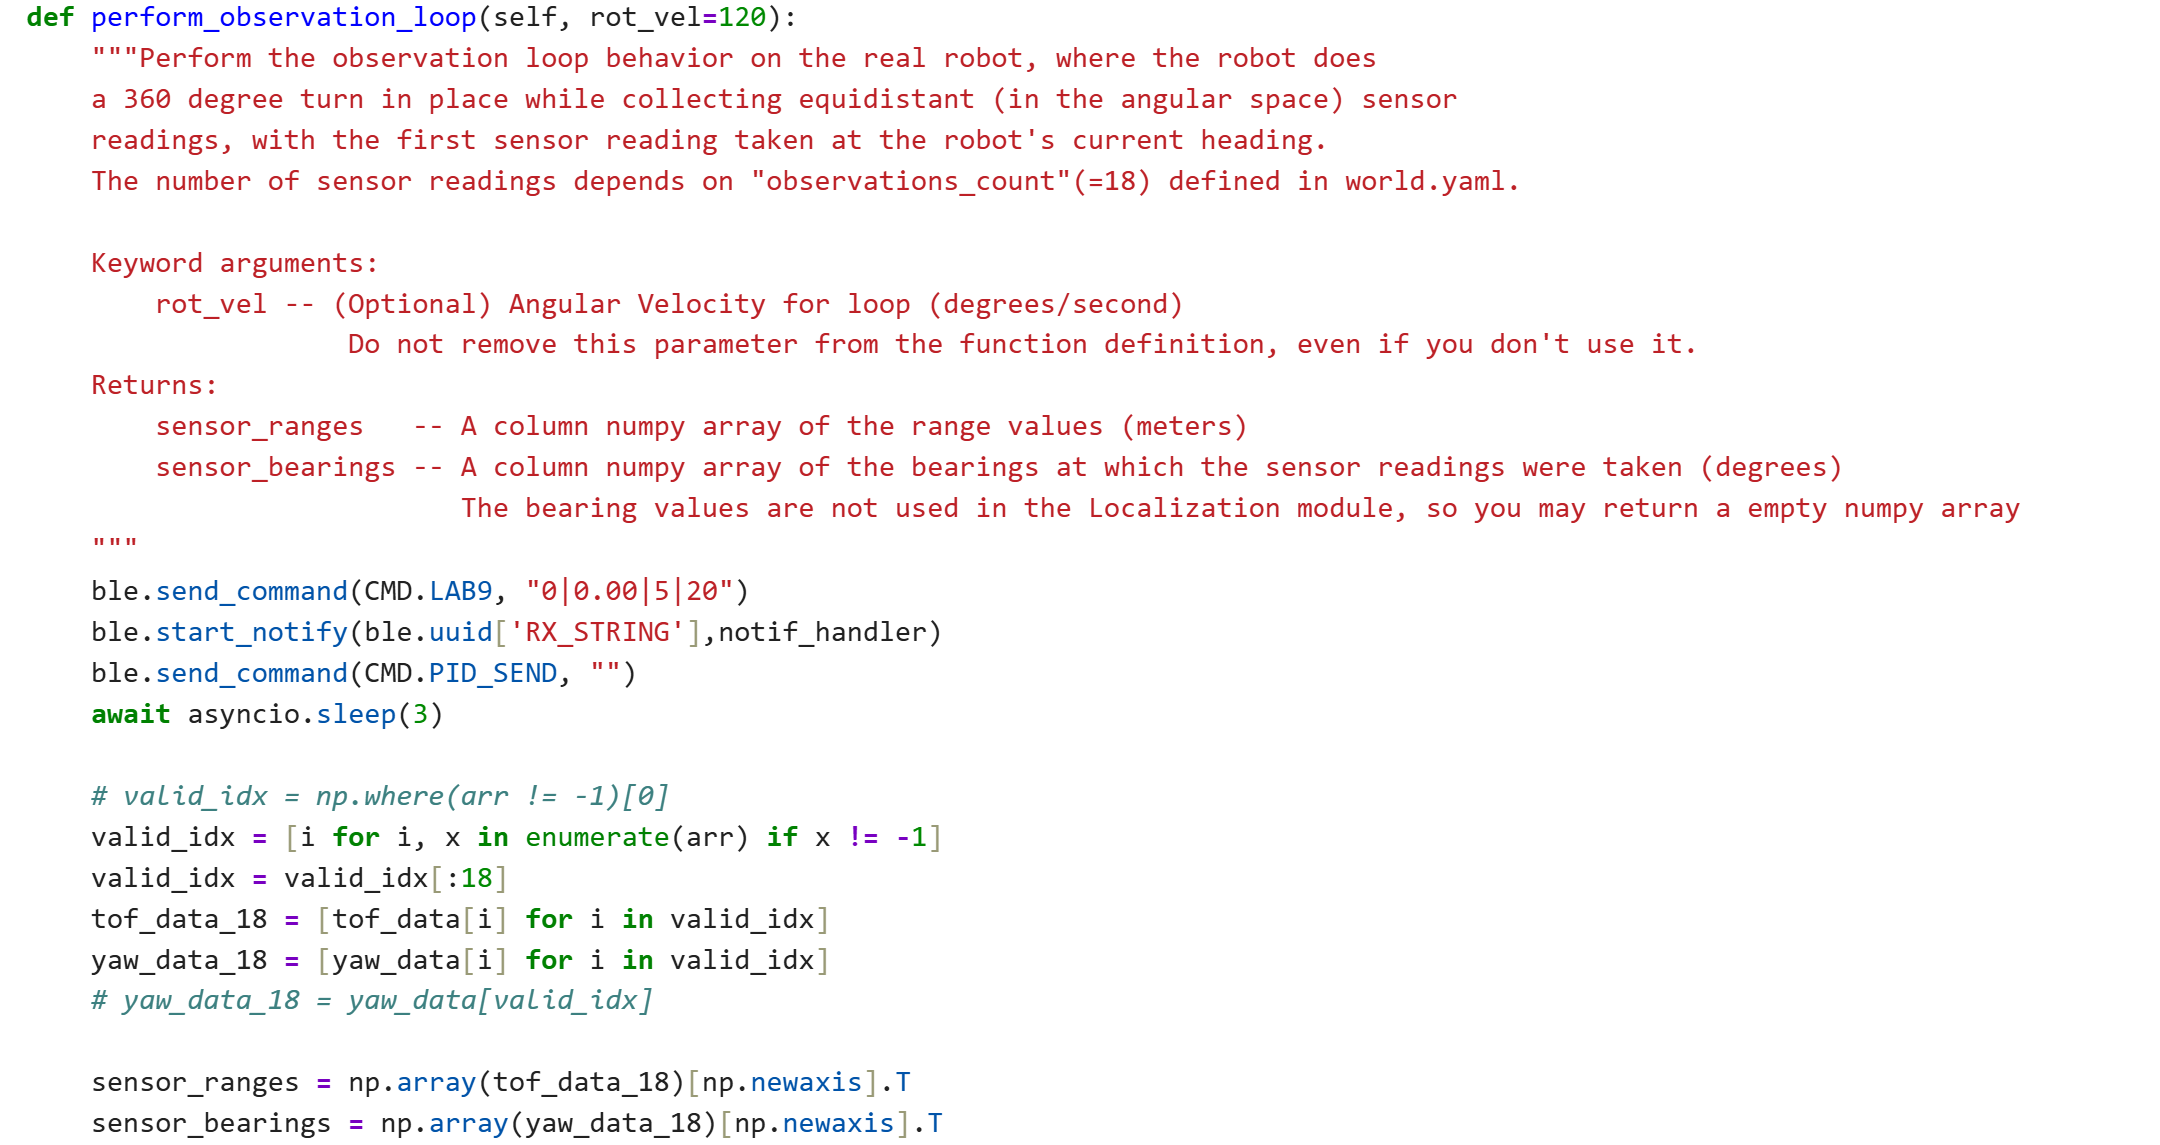 def perform_observation_loop(self, rot_vel=120):
    """Perform the observation loop behavior on the real robot, where the robot does
    a 360 degree turn in place while collecting equidistant (in the angular space) sensor
    readings, with the first sensor reading taken at the robot's current heading.
    The number of sensor readings depends on "observations_count"(=18) defined in world.yaml.

    Keyword arguments:
        rot_vel -- (Optional) Angular Velocity for loop (degrees/second)
                    Do not remove this parameter from the function definition, even if you don't use it.
    Returns:
        sensor_ranges   -- A column numpy array of the range values (meters)
        sensor_bearings -- A column numpy array of the bearings at which the sensor readings were taken (degrees)
                           The bearing values are not used in the Localization module, so you may return a empty numpy array
    """
    ble.send_command(CMD.LAB9, "0|0.00|5|20")
    ble.start_notify(ble.uuid['RX_STRING'],notif_handler)
    ble.send_command(CMD.PID_SEND, "")
    await asyncio.sleep(3)

    # valid_idx = np.where(arr != -1)[0]
    valid_idx = [i for i, x in enumerate(arr) if x != -1]
    valid_idx = valid_idx[:18]
    tof_data_18 = [tof_data[i] for i in valid_idx]
    yaw_data_18 = [yaw_data[i] for i in valid_idx]
    # yaw_data_18 = yaw_data[valid_idx]

    sensor_ranges = np.array(tof_data_18)[np.newaxis].T
    sensor_bearings = np.array(yaw_data_18)[np.newaxis].T